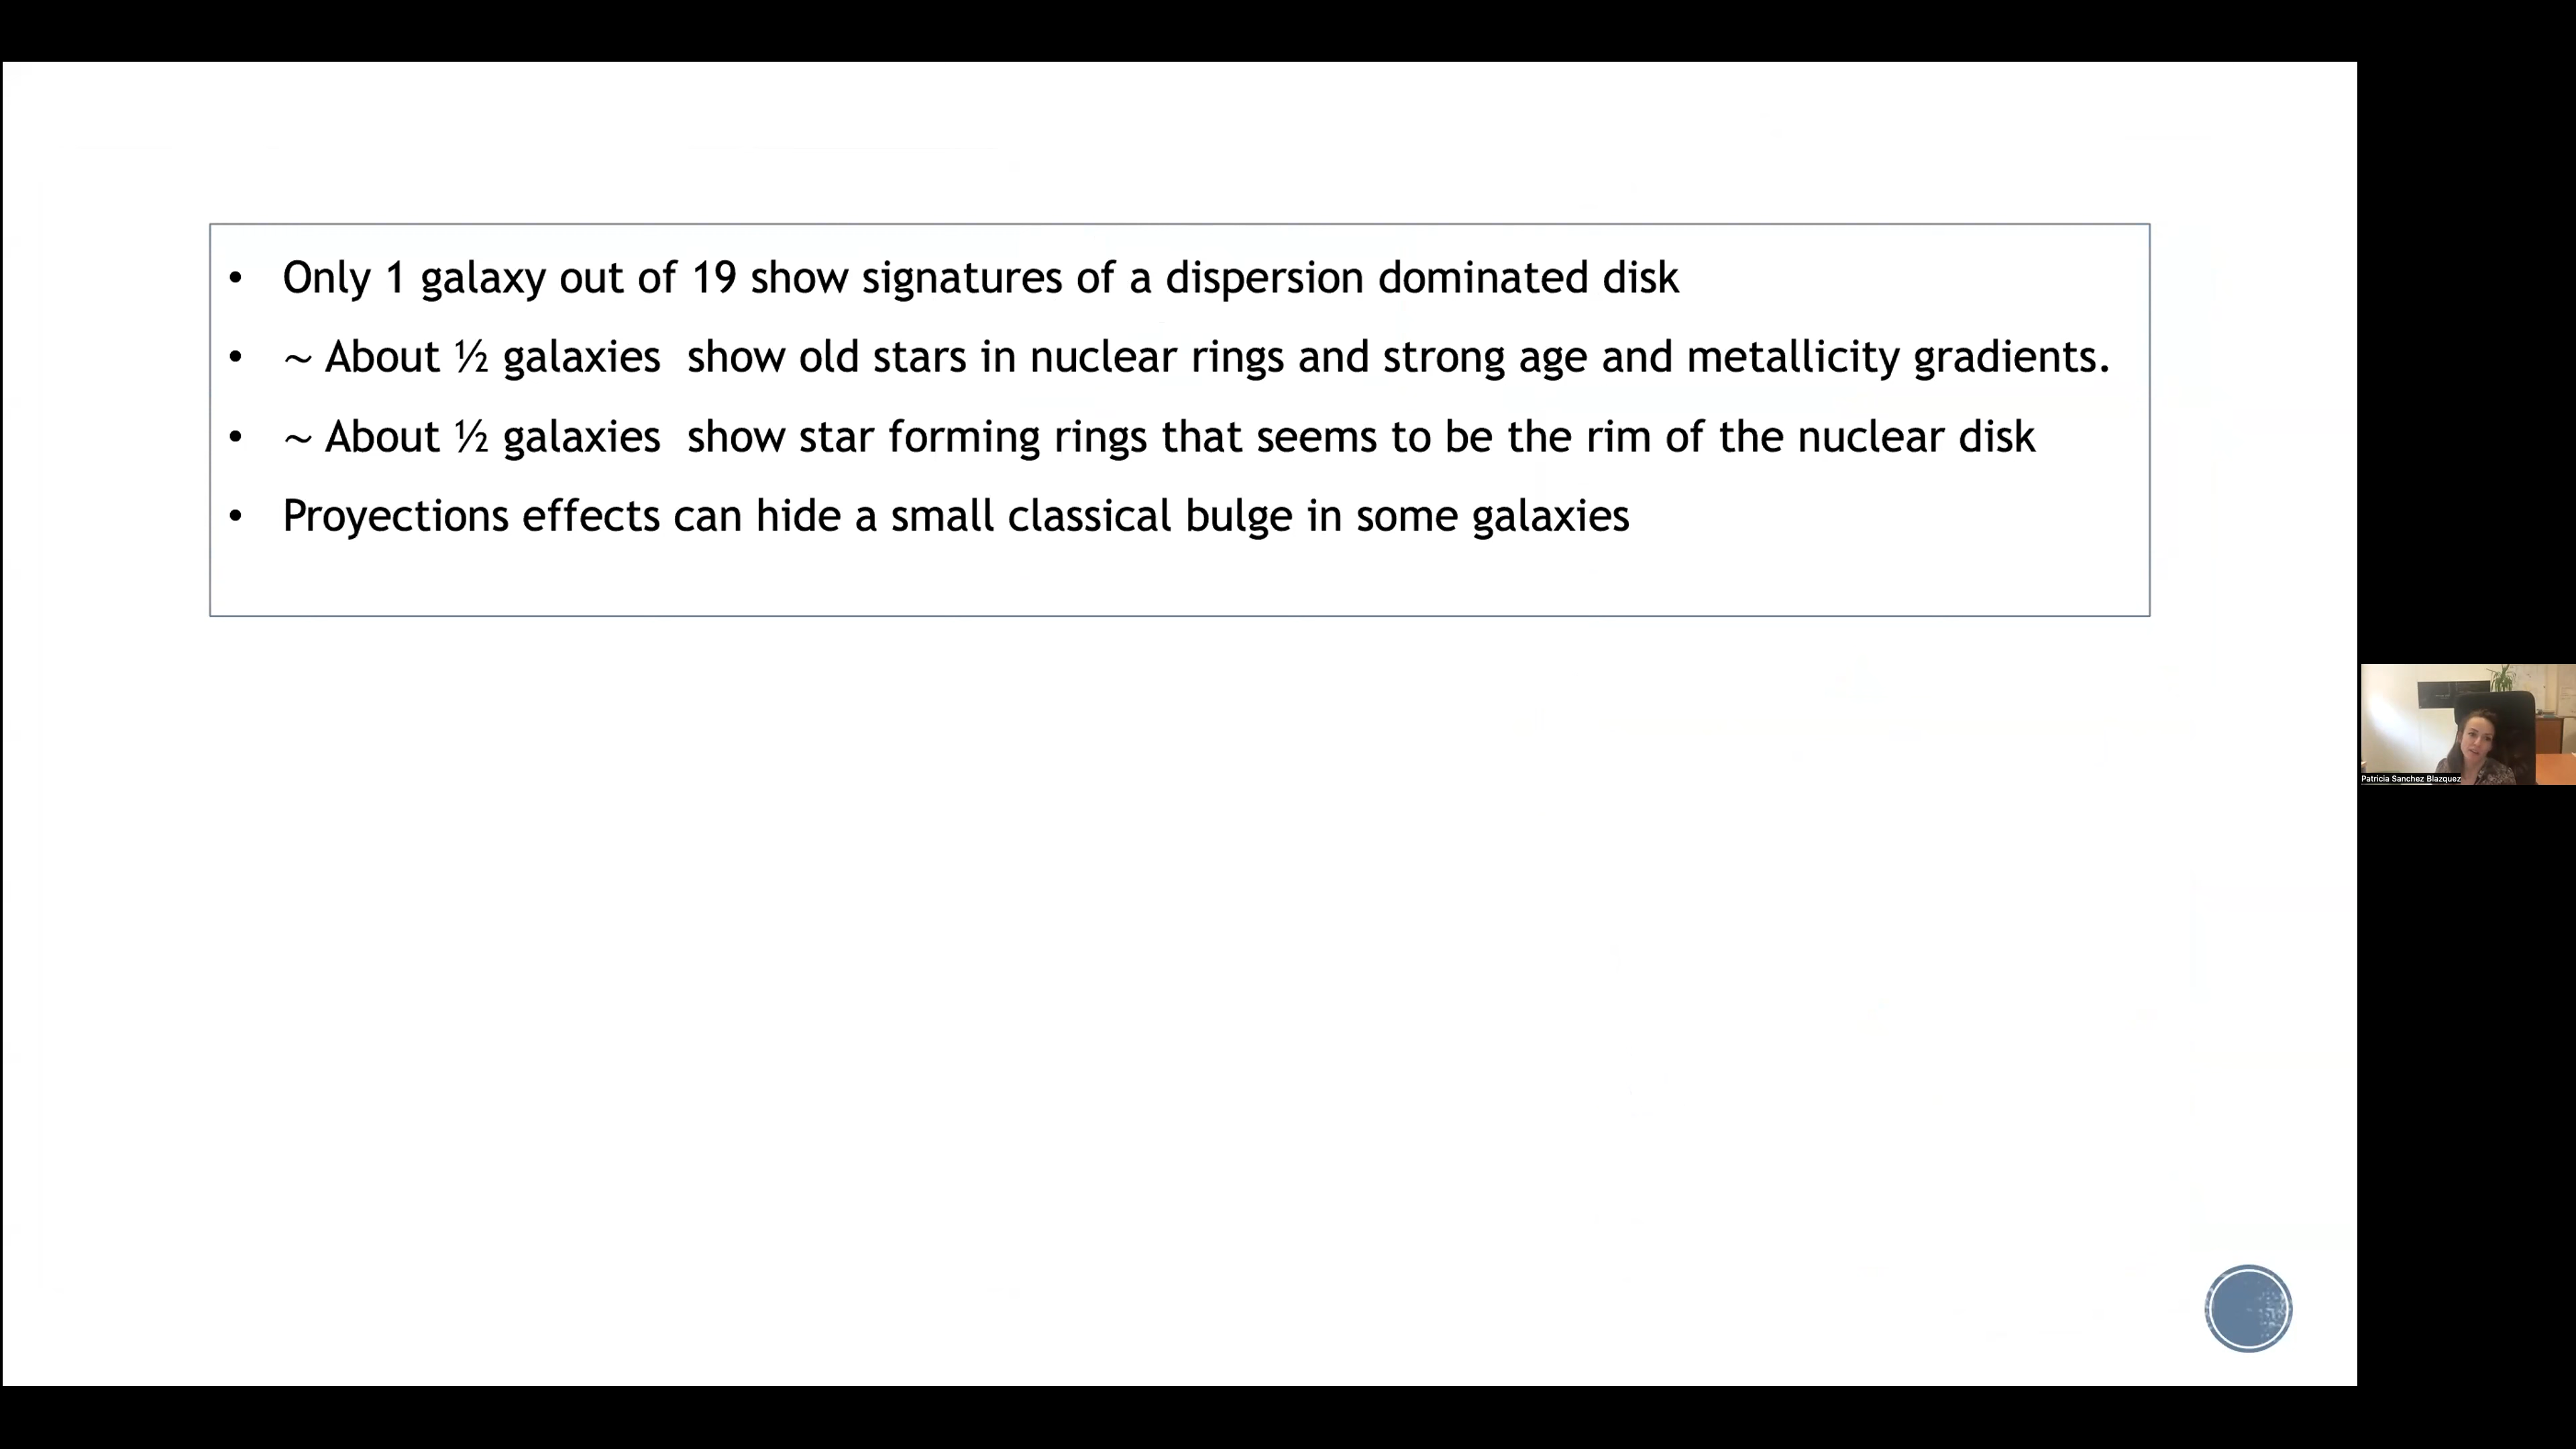 • Only 1 galaxy out of 19 show signatures of a dispersion dominated disk
• ~ About ½ galaxies  show old stars in nuclear rings and strong age and metallicity gradients.
• ~ About ½ galaxies  show star forming rings that seems to be the rim of the nuclear disk
• Proyections effects can hide a small classical bulge in some galaxies
Patricia Sanchez Blazquez